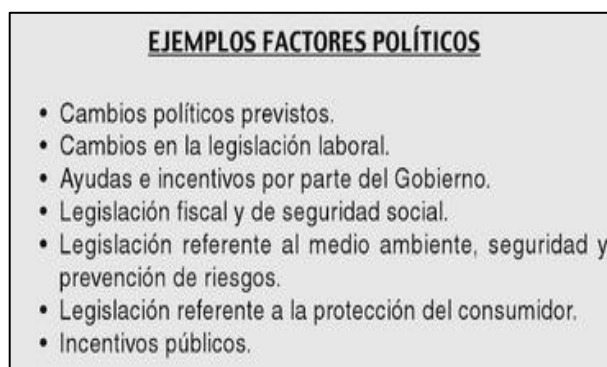 EJEMPLOS FACTORES POLÍTICOS
• Cambios políticos previstos.
• Cambios en la legislación laboral.
• Ayudas e incentivos por parte del Gobierno.
• Legislación fiscal y de seguridad social.
• Legislación referente al medio ambiente, seguridad y
prevención de riesgos.
• Legislación referente a la protección del consumidor.
• Incentivos públicos.